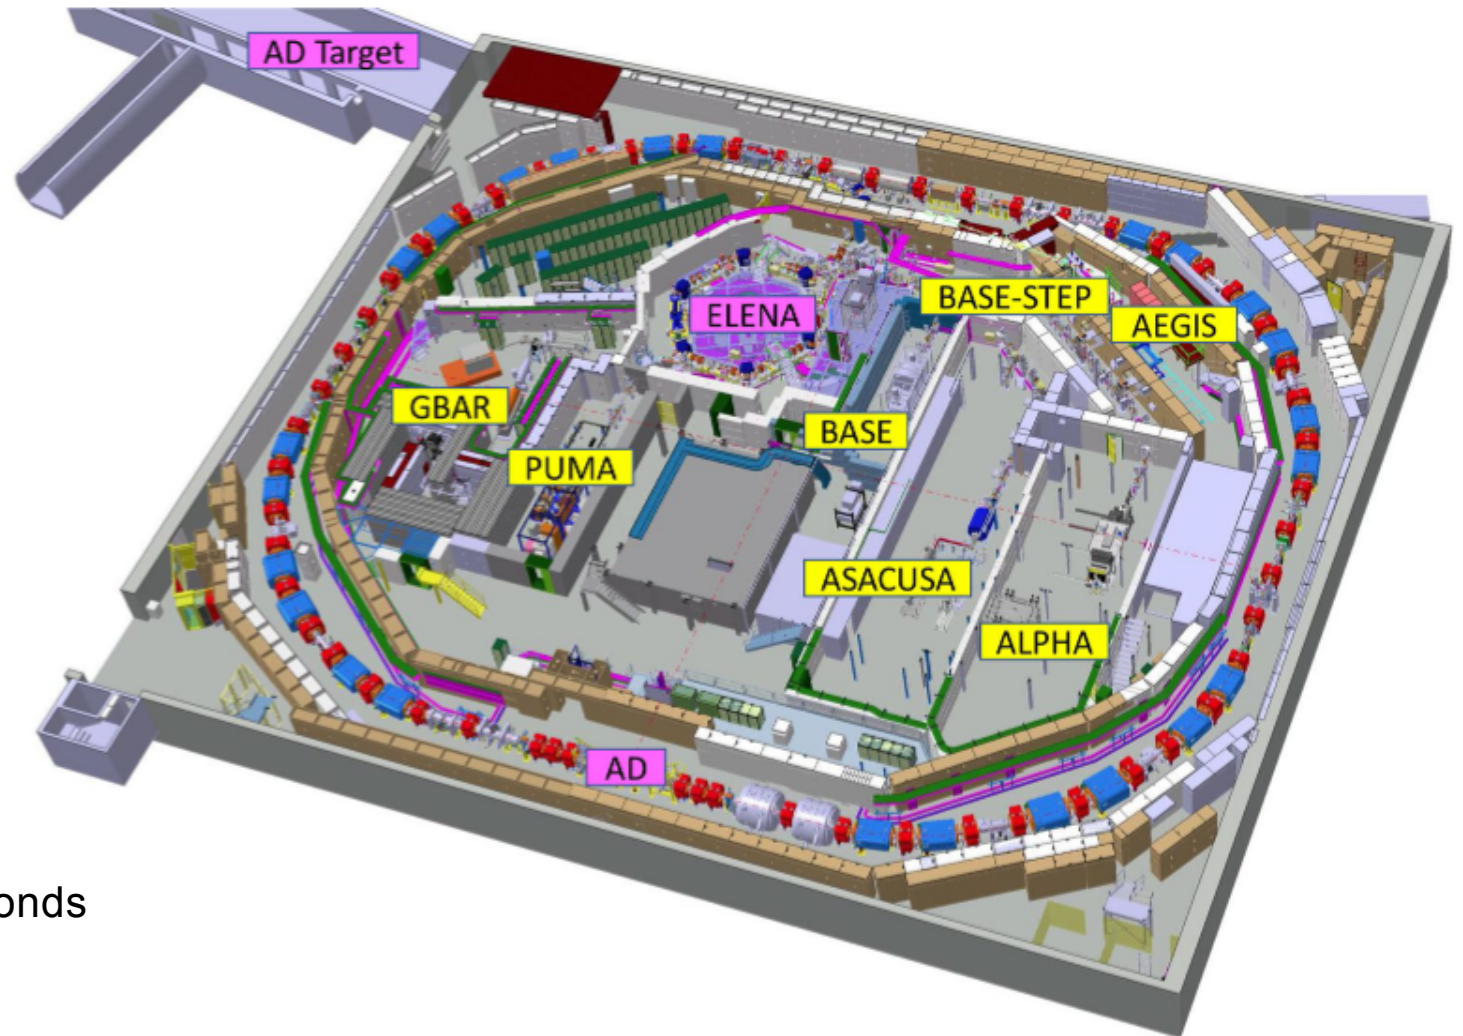 AD Target
ELENA
BASE-STEP
AEGIS
GBAR
BASE
PUMA
ASACUSA
ALPHA
AD
onds